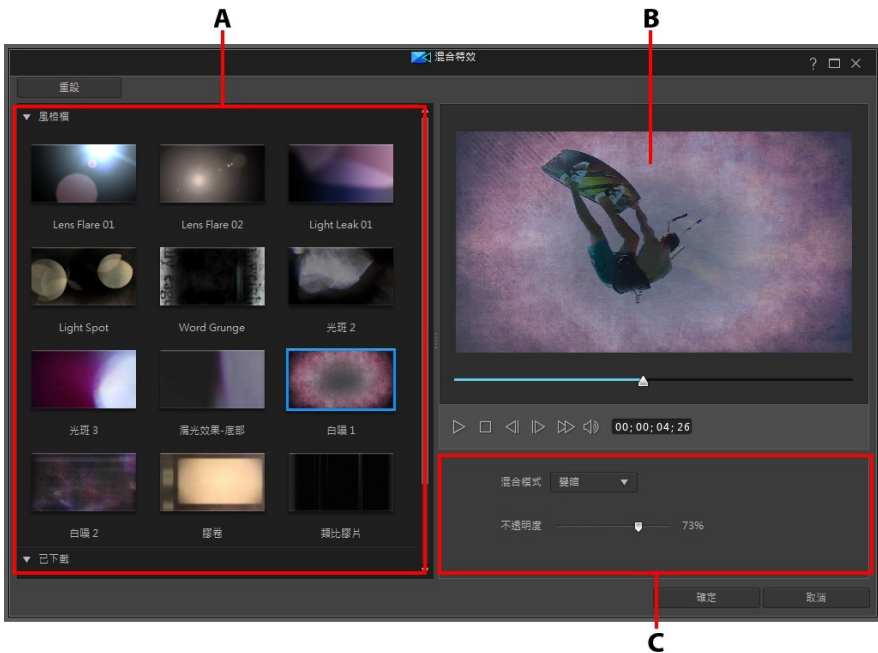 A
B
混合特效
?
重設
風格檔
Lens Flare 01
Lens Flare 02
Light Leak 01
Light Spot
Word Grunge
光斑 2
光斑 3
漏光效果-底部
白噪 1
白噪 2
膠卷
類比膠片
已下載
00;00;04;26
混合模式 變暗
不透明度 73%
確定 取消
C